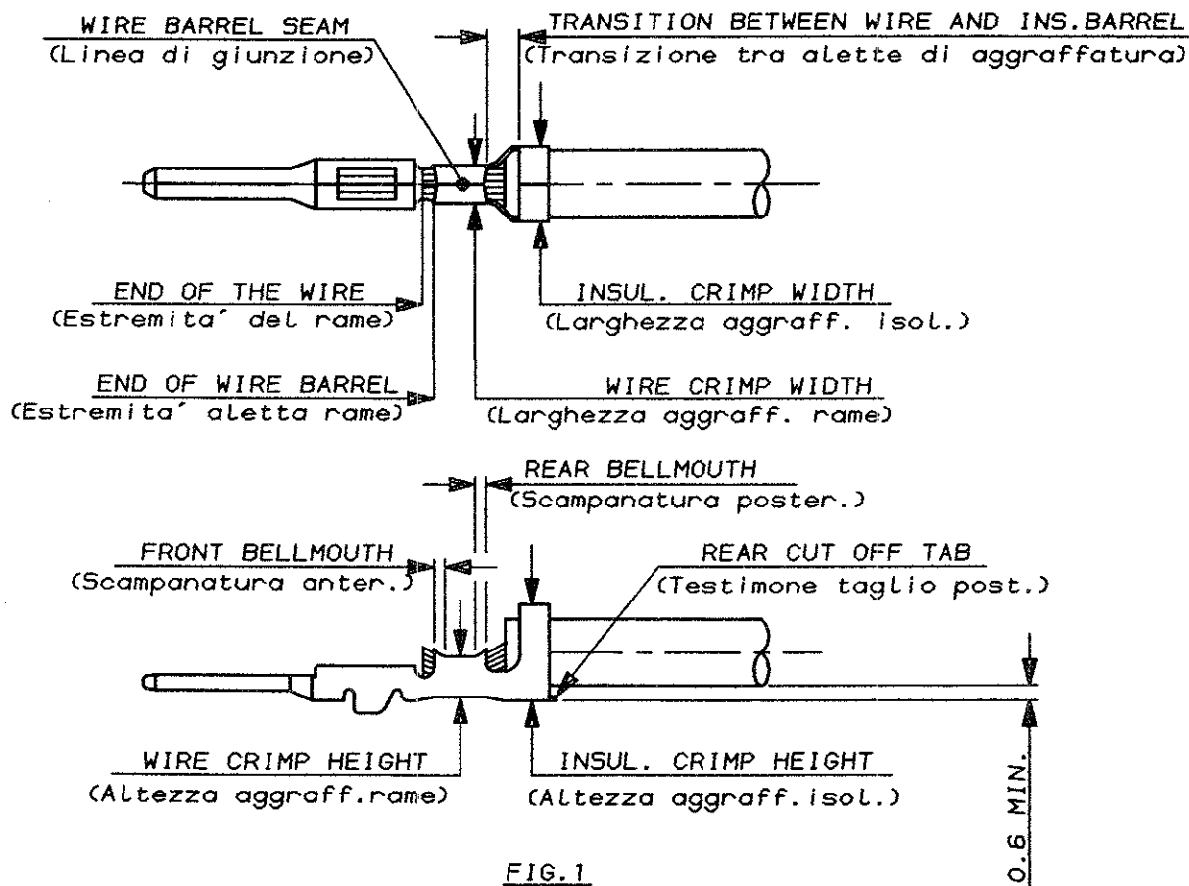 WIRE BARREL SEAM
(Linea di giunzione)
TRANSITION BETWEEN WIRE AND INS.BARREL
(Transizione tra alette di aggraffatura)
END OF THE WIRE
(Estremita´ del rame)
INSUL. CRIMP WIDTH
(Larghezza aggraff. isol.)
END OF WIRE BARREL
(Estremita´ aletta rame)
WIRE CRIMP WIDTH
(Larghezza aggraff. rame)
REAR BELLMOUTH
(Scampanatura poster.)
FRONT BELLMOUTH
(Scampanatura anter.)
REAR CUT OFF TAB
(Testimone taglio post.)
WIRE CRIMP HEIGHT
(Altezza aggraff.rame)
INSUL. CRIMP HEIGHT
(Altezza aggraff.isol.)
0.6 MIN.
FIG.1